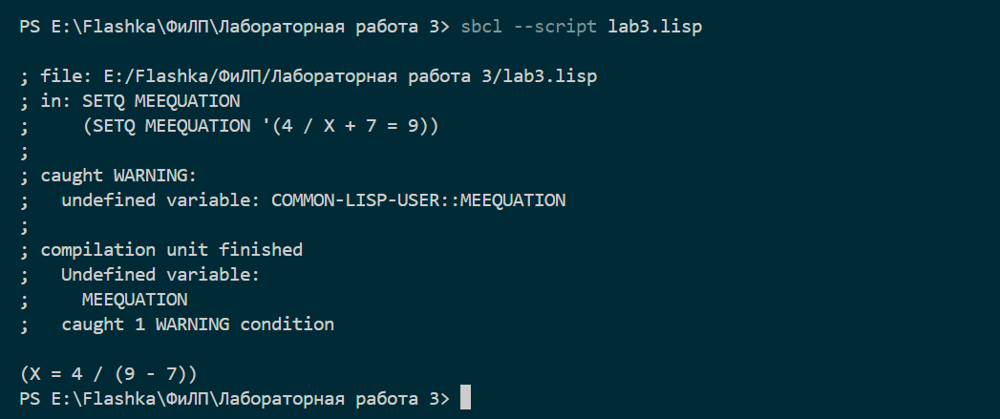 PS E:\Flashka\ФиЛП\Лабораторная работа 3> sbcl --script lab3.lisp
; file: E:/Flashka/ФиЛП/Лабораторная работа 3/lab3.lisp
; in: SETQ MEEQUATION
;     (SETQ MEEQUATION '(4 / X + 7 = 9))
;
; caught WARNING:
;   undefined variable: COMMON-LISP-USER::MEEQUATION
;
; compilation unit finished
;   Undefined variable:
;     MEEQUATION
;   caught 1 WARNING condition
(X = 4 / (9 - 7))
PS E:\Flashka\ФиЛП\Лабораторная работа 3>